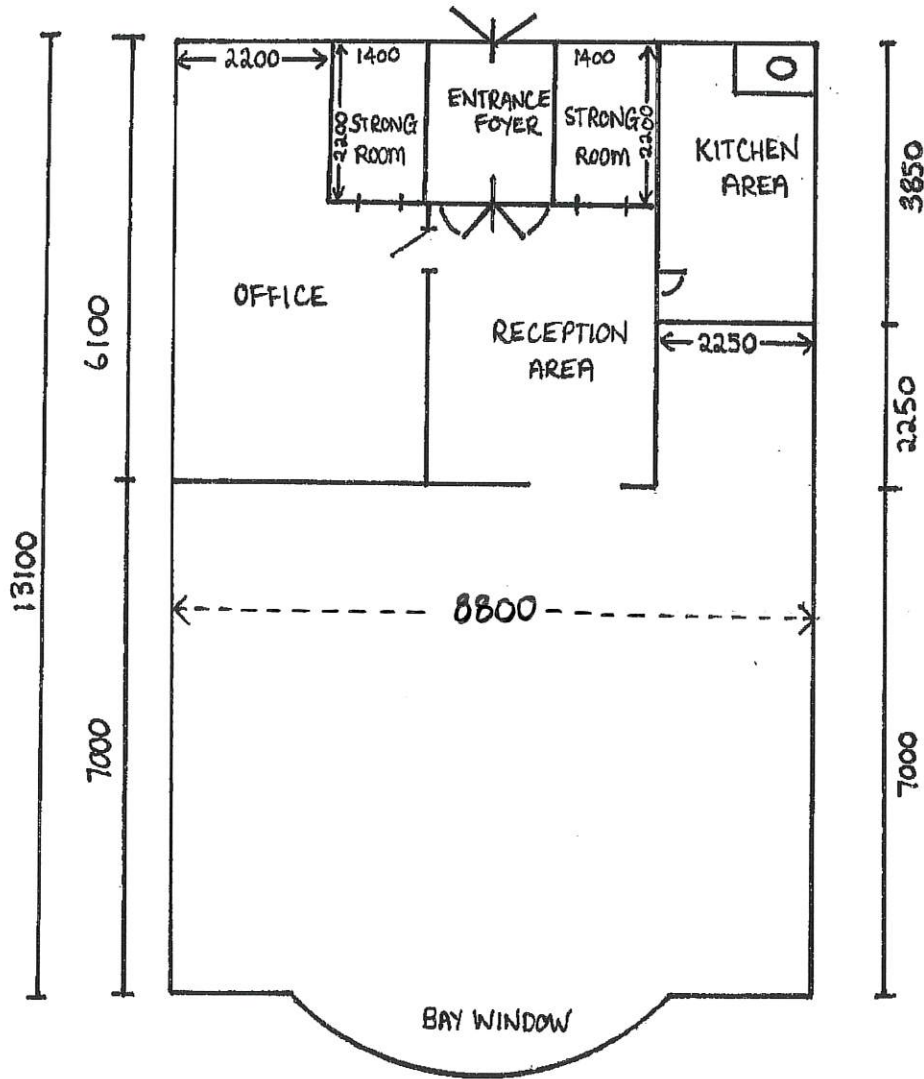 2200
1400
1400
ENTRANCE
FOYER
2200
STRONG
ROOM
STRONG
ROOM
2200
KITCHEN
AREA
3850
6100
OFFICE
RECEPTION
AREA
2250
2250
13100
8800
7000
7000
BAY WINDOW